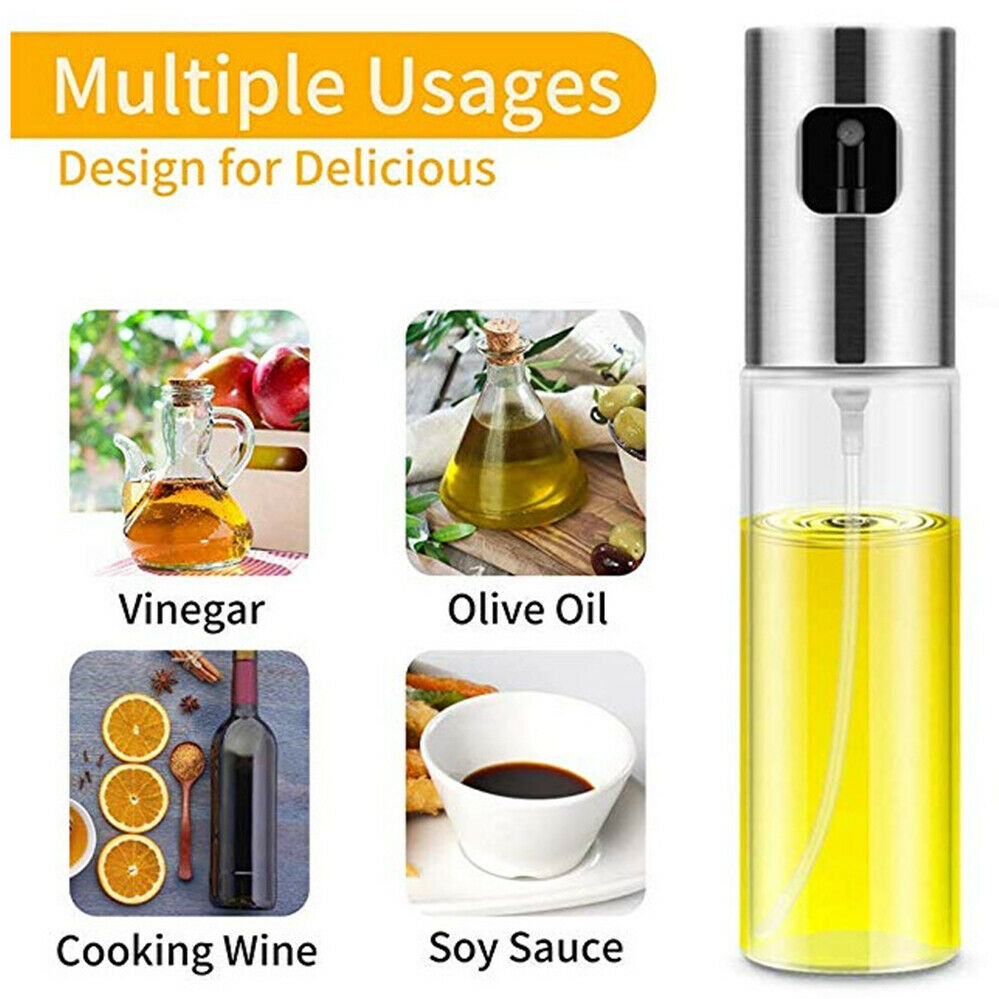 Multiple Usages
Design for Delicious
Vinegar
Olive Oil
Cooking Wine
Soy Sauce